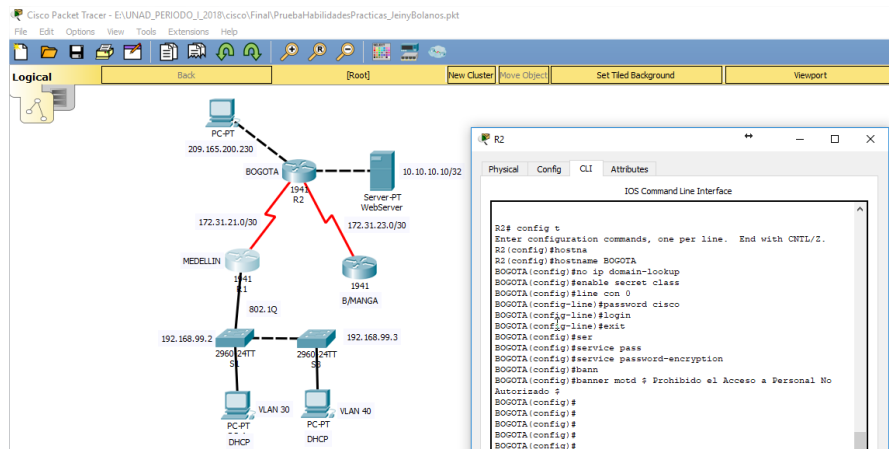 Cisco Packet Tracer - E:\UNAD_PERIODO_I_2018\cisco\Final\PruebaHabilidadesPracticas_JeinyBolanos.pkt
File Edit Options View Tools Extensions Help
Logical Back [Root] New Cluster Move Object Set Tiled Background Viewport
PC-PT
209.165.200.230
BOGOTA
1941
R2
Server-PT
WebServer
10.10.10.10/32
172.31.21.0/30
172.31.23.0/30
MEDELLIN
1941
R1
1941
B/MANGA
802.1Q
192.168.99.2
2960-24TT
S1
2960-24TT
S3
192.168.99.3
PC-PT
VLAN 30
DHCP
PC-PT
VLAN 40
DHCP
R2
Physical Config CLI Attributes
IOS Command Line Interface
R2# config t
Enter configuration commands, one per line. End with CNTL/Z.
R2(config)#hostna
R2(config)#hostname BOGOTA
BOGOTA(config)#no ip domain-lookup
BOGOTA(config)#enable secret class
BOGOTA(config)#line con 0
BOGOTA(config-line)#password cisco
BOGOTA(config-line)#login
BOGOTA(config-line)#exit
BOGOTA(config)#ser
BOGOTA(config)#service pass
BOGOTA(config)#service password-encryption
BOGOTA(config)#bann
BOGOTA(config)#banner motd $ Prohibido el Acceso a Personal No
Autorizado $
BOGOTA(config)#
BOGOTA(config)#
BOGOTA(config)#
BOGOTA(config)#